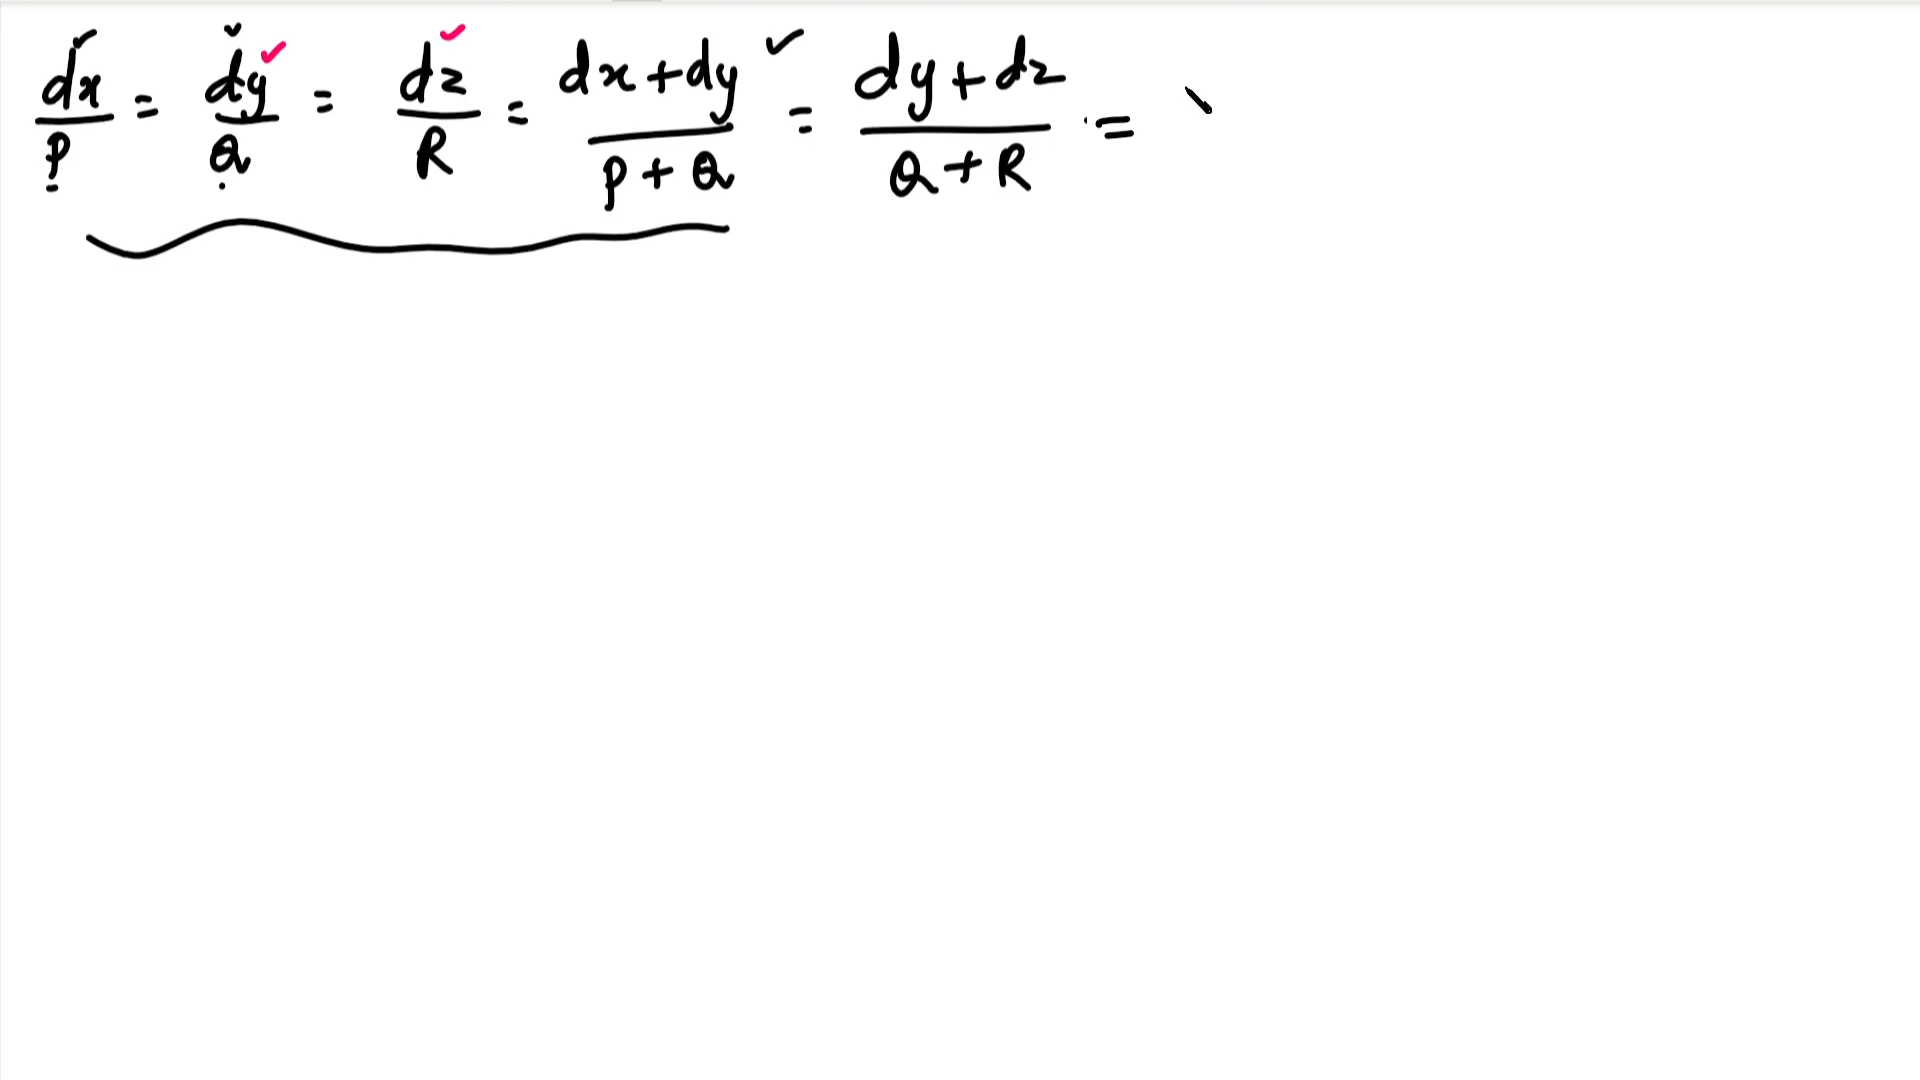 dx/P = dy/Q = dz/R = dx+dy/P+Q = dy+dz/Q+R =